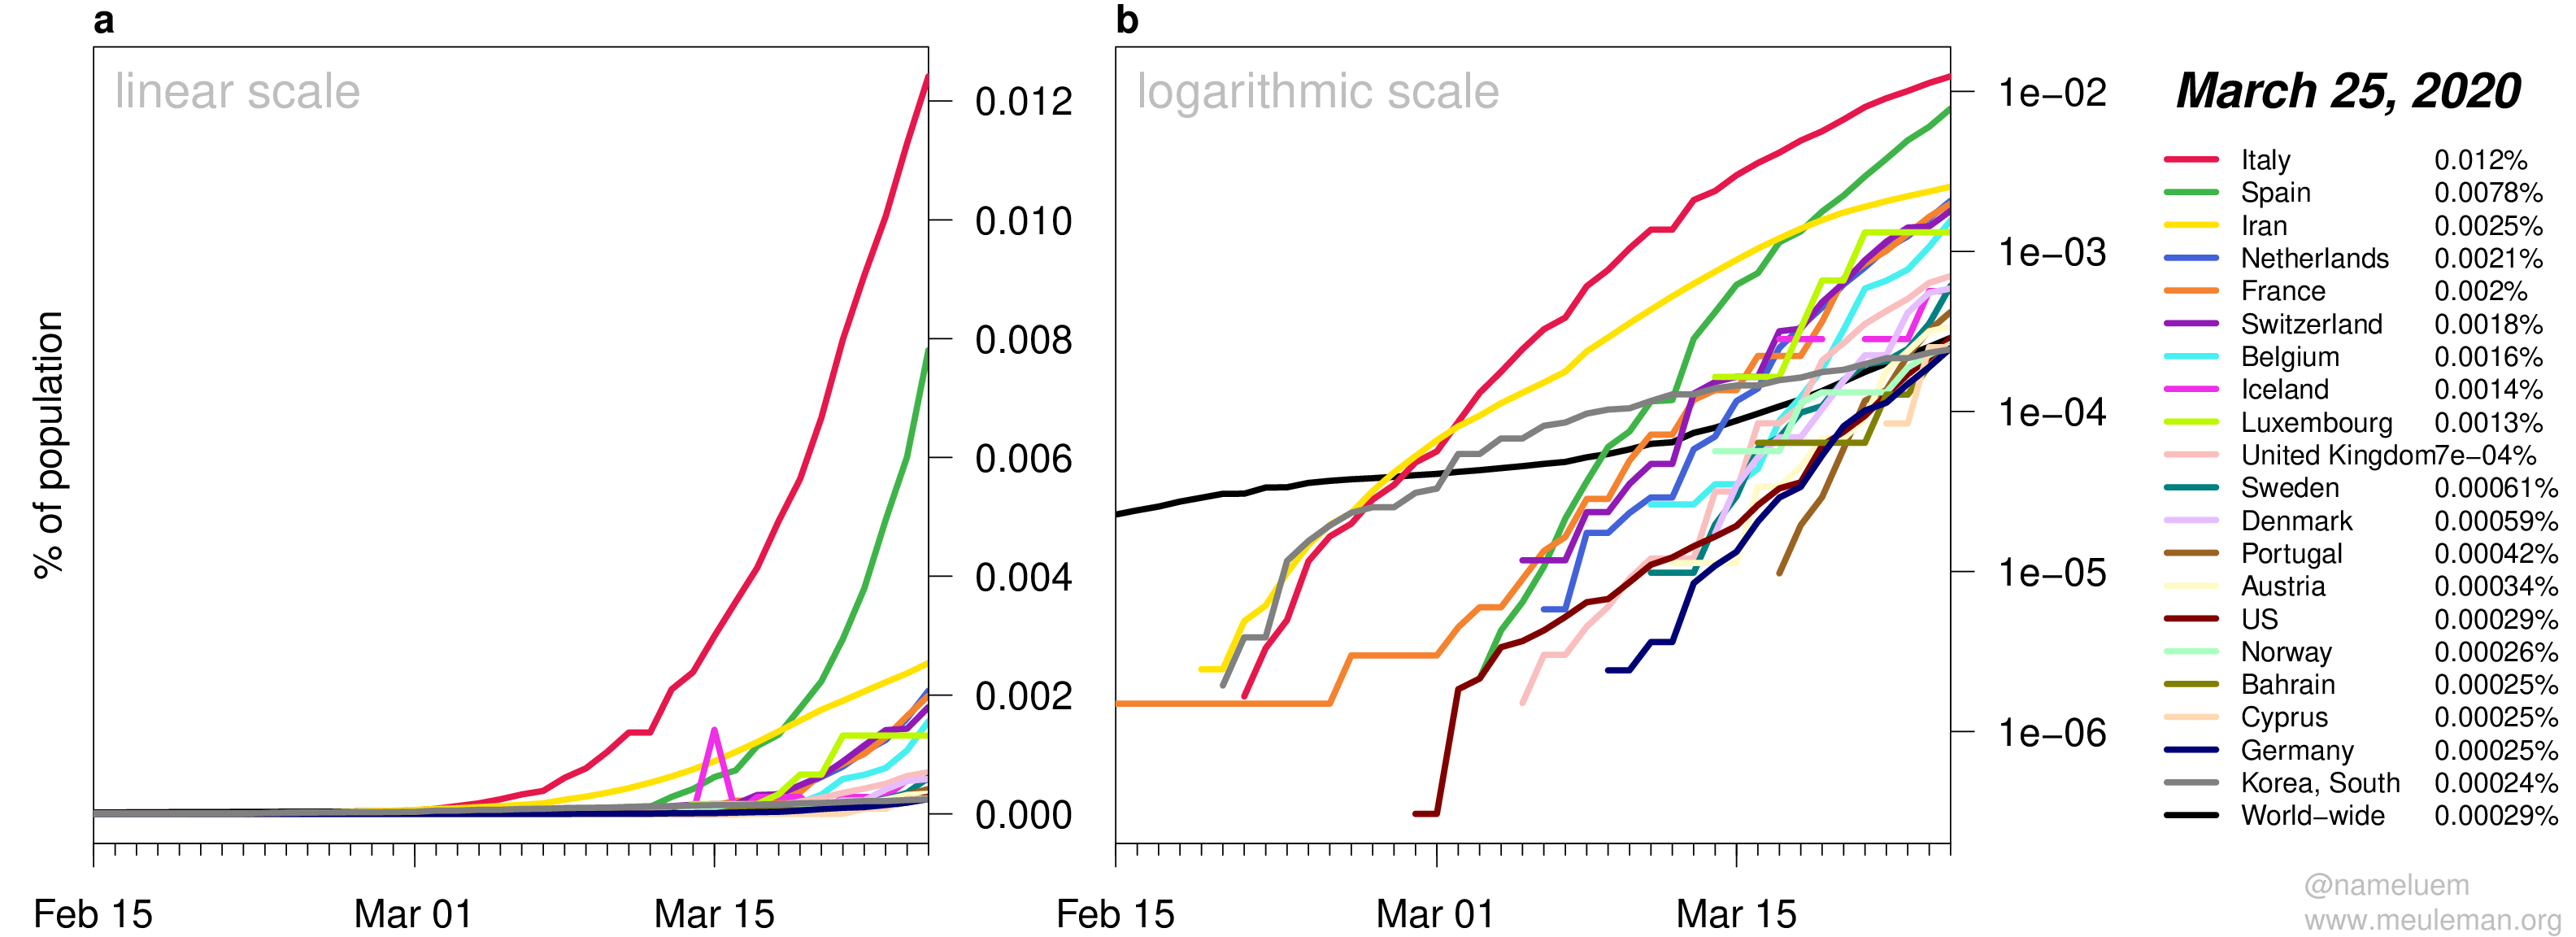 a
linear scale
% of population
0.012
0.010
0.008
0.006
0.004
0.002
0.000
Feb 15
Mar 01
Mar 15
b
logarithmic scale
1e−02
1e−03
1e−04
1e−05
1e−06
Feb 15
Mar 01
Mar 15
March 25, 2020
Italy 0.012%
Spain 0.0078%
Iran 0.0025%
Netherlands 0.0021%
France 0.002%
Switzerland 0.0018%
Belgium 0.0016%
Iceland 0.0014%
Luxembourg 0.0013%
United Kingdom 7e−04%
Sweden 0.00061%
Denmark 0.00059%
Portugal 0.00042%
Austria 0.00034%
US 0.00029%
Norway 0.00026%
Bahrain 0.00025%
Cyprus 0.00025%
Germany 0.00025%
Korea, South 0.00024%
World−wide 0.00029%
@nameluem
www.meuleman.org